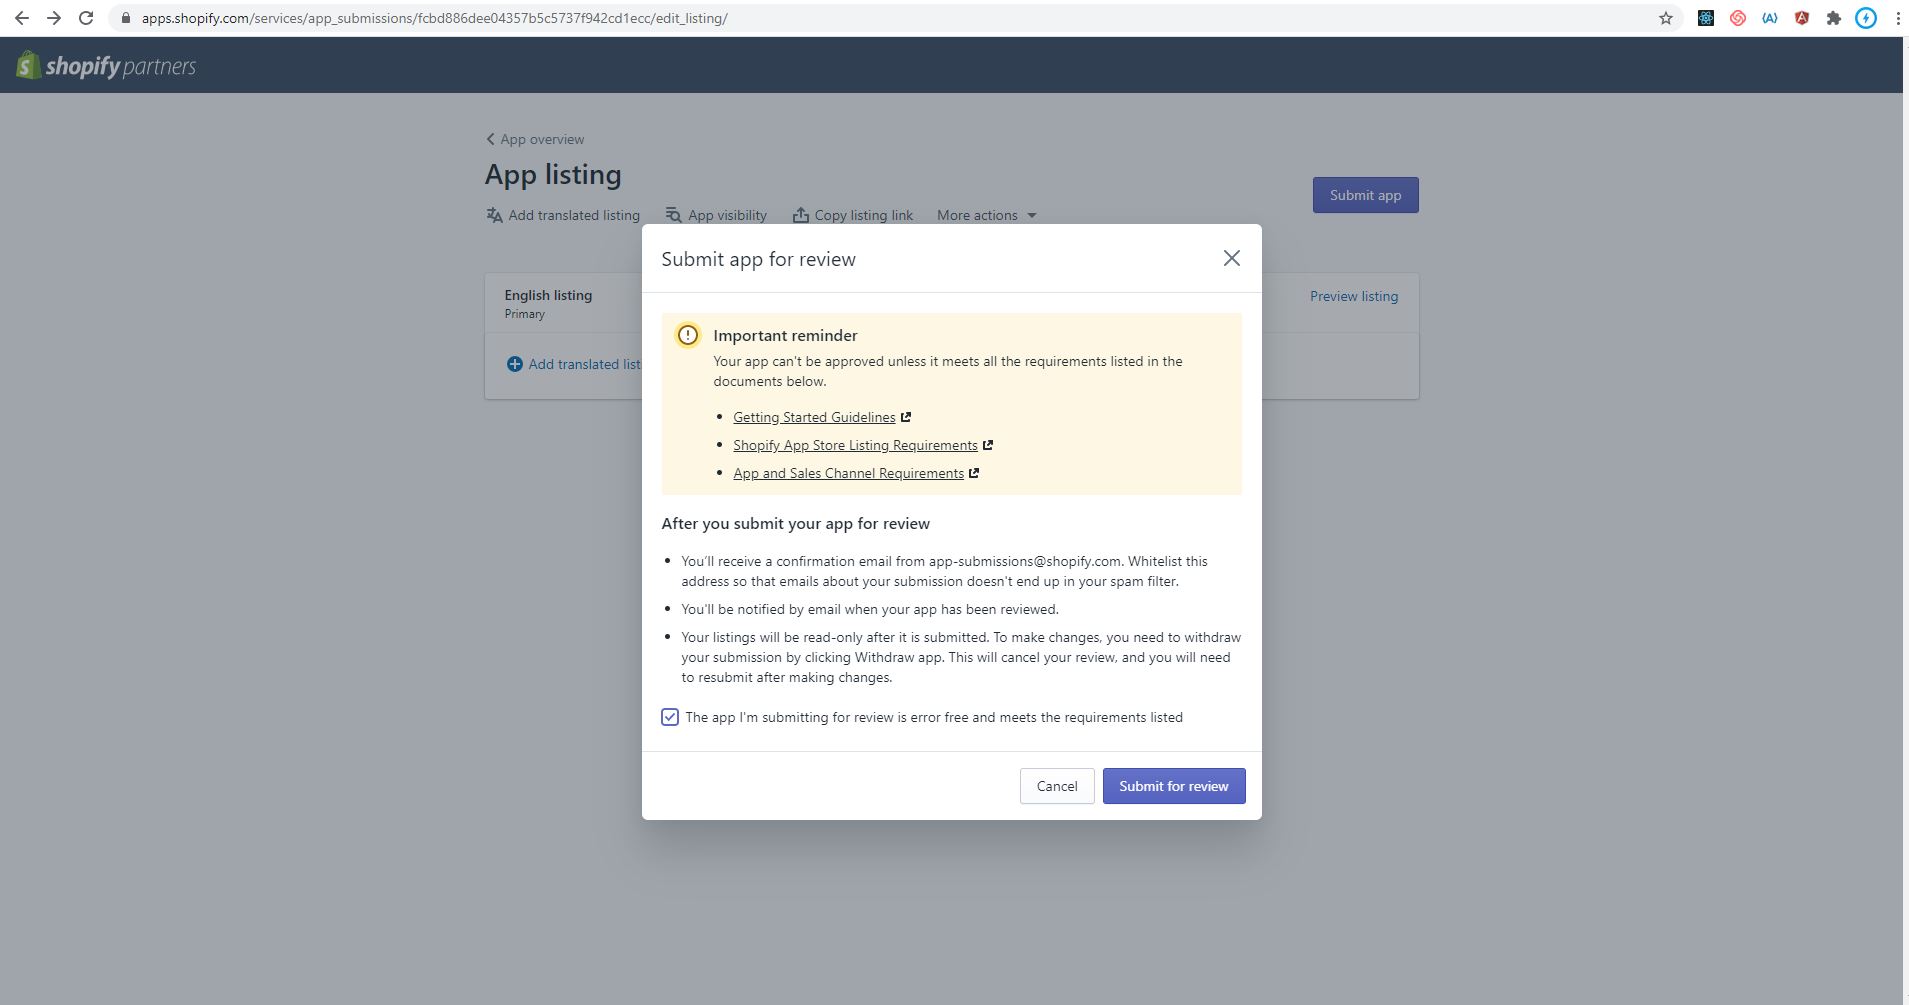 apps.shopify.com/services/app_submissions/fcbd886dee04357b5c5737f942cd1ecc/edit_listing/
shopify partners
App overview
App listing
Submit app
Add translated listing App visibility Copy listing link More actions
Submit app for review
English listing
Primary
Preview listing
Add translated list
Important reminder
Your app can't be approved unless it meets all the requirements listed in the
documents below.
Getting Started Guidelines
Shopify App Store Listing Requirements
App and Sales Channel Requirements
After you submit your app for review
You'll receive a confirmation email from app-submissions@shopify.com. Whitelist this
address so that emails about your submission doesn't end up in your spam filter.
You'll be notified by email when your app has been reviewed.
Your listings will be read-only after it is submitted. To make changes, you need to withdraw
your submission by clicking Withdraw app. This will cancel your review, and you will need
to resubmit after making changes.
The app I'm submitting for review is error free and meets the requirements listed
Cancel Submit for review